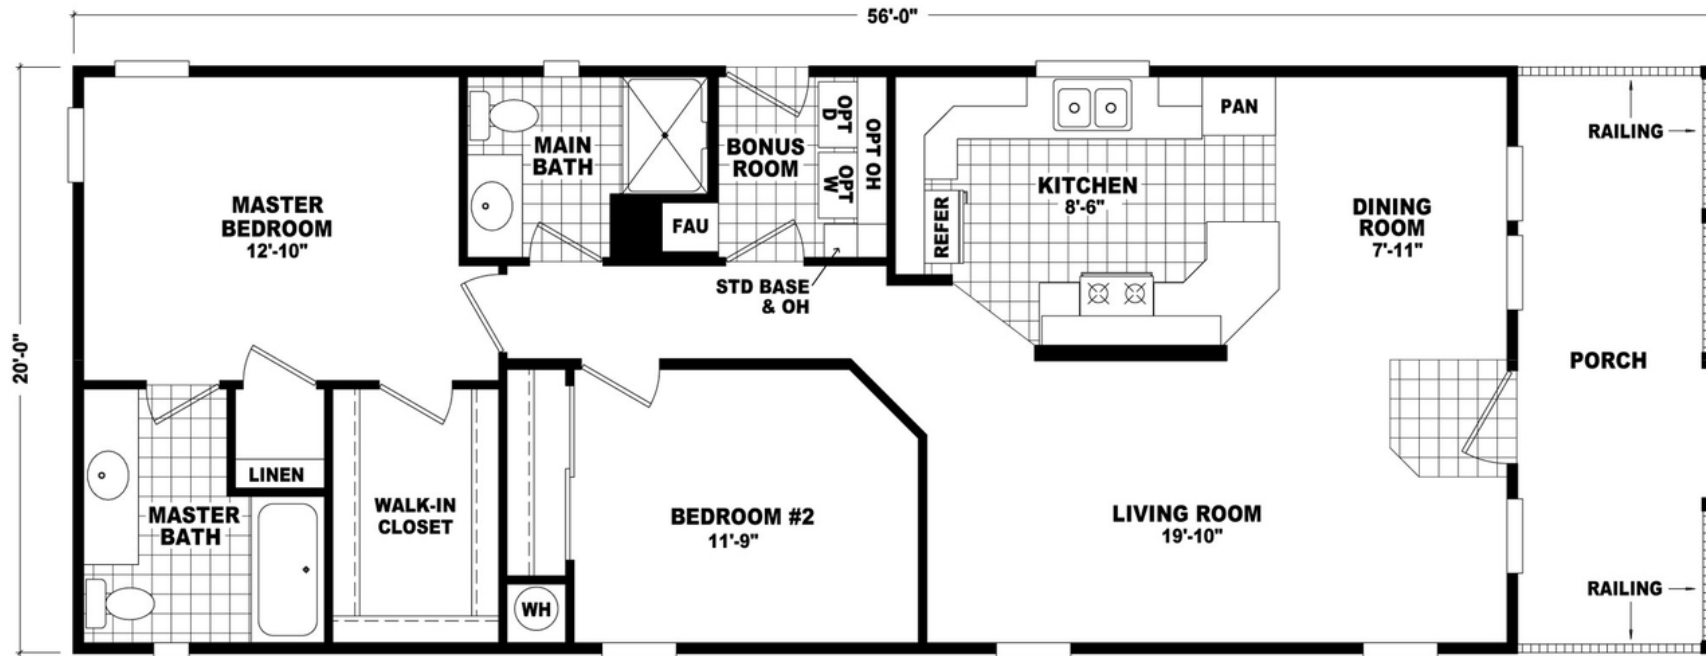 56'-0"
20'-0"
MASTER
BEDROOM
12'-10"
MAIN
BATH
BONUS
ROOM
OPT
D
OPT
W
OPT OH
FAU
STD BASE
& OH
KITCHEN
8'-6"
REFER
PAN
DINING
ROOM
7'-11"
RAILING
PORCH
RAILING
LINEN
MASTER
BATH
WALK-IN
CLOSET
WH
BEDROOM #2
11'-9"
LIVING ROOM
19'-10"